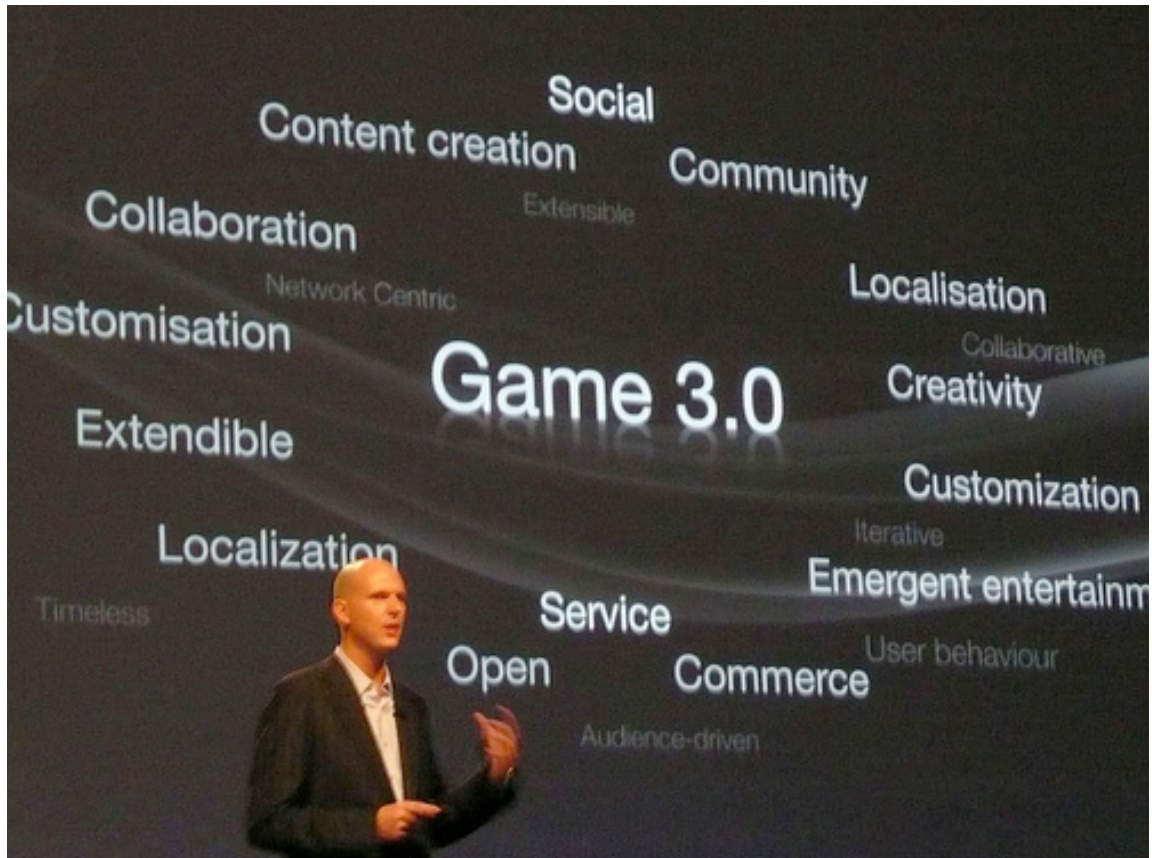 Social
Content creation
Community
Extensible
Collaboration
Localisation
Network Centric
Customisation
Collaborative
Game 3.0
Creativity
Extendible
Customization
Iterative
Localization
Emergent entertainm
Service
Timeless
User behaviour
Open
Commerce
Audience-driven